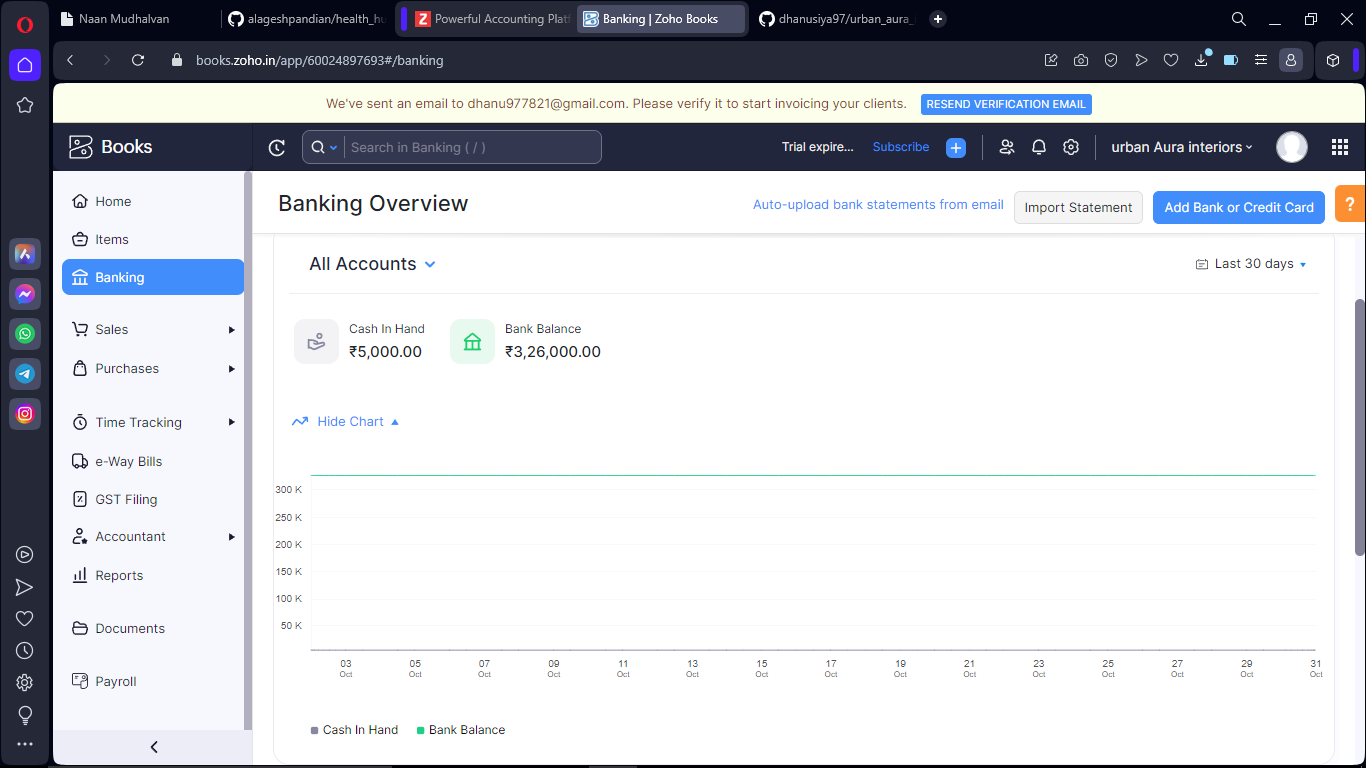 Naan Mudhalvan
alageshpandian/health_hu
Powerful Accounting Platf
Banking | Zoho Books
dhanusiya97/urban_aura_i
books.zoho.in/app/60024897693#/banking
We've sent an email to dhanu977821@gmail.com. Please verify it to start invoicing your clients.
RESEND VERIFICATION EMAIL
Books
Search in Banking ( / )
Trial expire...
Subscribe
urban Aura interiors
Home
Items
Banking
Sales
Purchases
Time Tracking
e-Way Bills
GST Filing
Accountant
Reports
Documents
Payroll
Banking Overview
Auto-upload bank statements from email
Import Statement
Add Bank or Credit Card
?
All Accounts
Last 30 days
Cash In Hand
₹5,000.00
Bank Balance
₹3,26,000.00
Hide Chart
300 K
250 K
200 K
150 K
100 K
50 K
03 05 07 09 11 13 15 17 19 21 23 25 27 29 31
Oct Oct Oct Oct Oct Oct Oct Oct Oct Oct Oct Oct Oct Oct Oct
Cash In Hand
Bank Balance